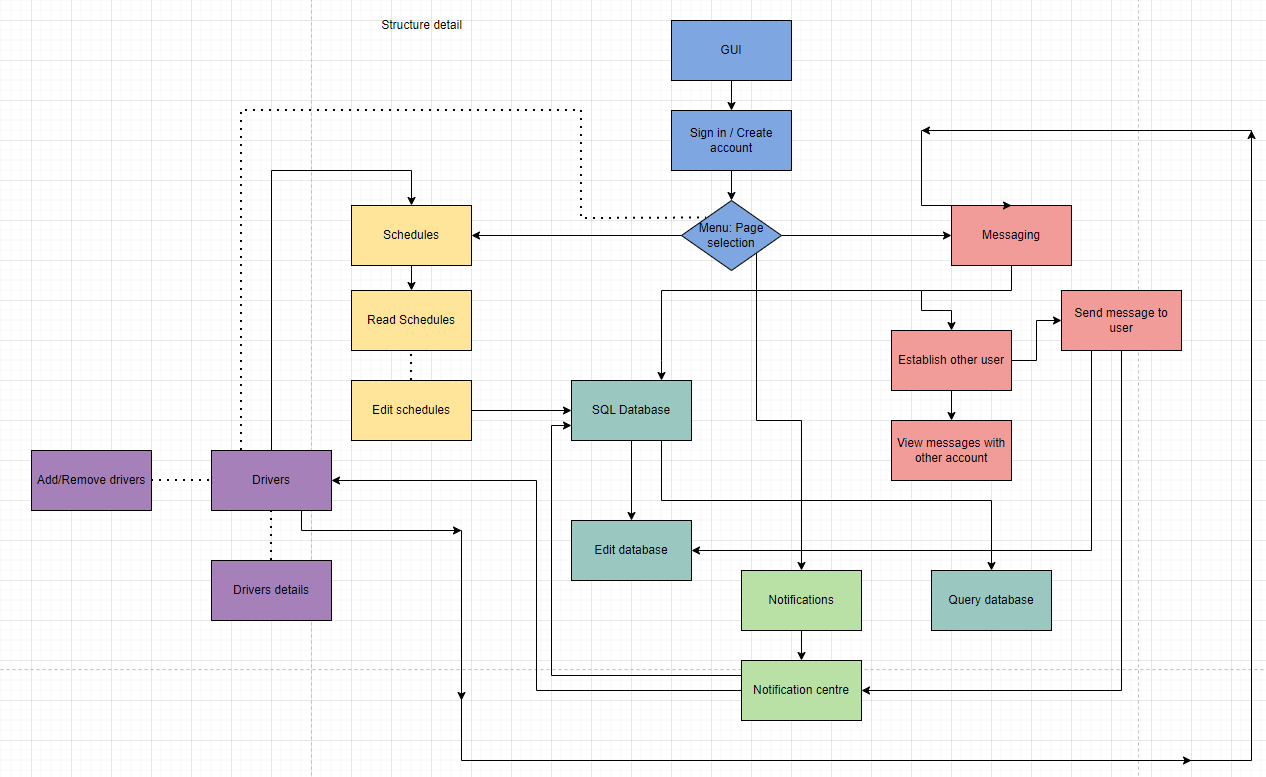 Structure detail
GUI
Sign in / Create
account
Menu: Page
selection
Schedules
Messaging
Read Schedules
Send message to
user
Establish other user
Edit schedules
SQL Database
View messages with
other account
Add/Remove drivers
Drivers
Edit database
Drivers details
Notifications
Query database
Notification centre